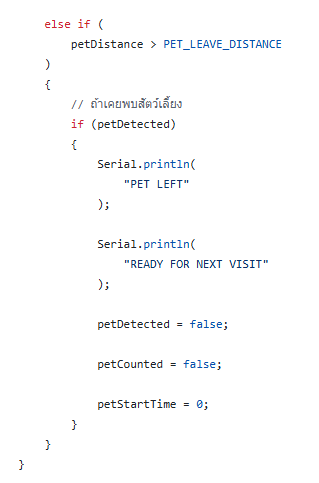 else if (
petDistance > PET_LEAVE_DISTANCE
)
{
// ถ้าเคยพบสัตว์เลี้ยง
if (petDetected)
{
Serial.println(
"PET LEFT"
);
Serial.println(
"READY FOR NEXT VISIT"
);
petDetected = false;
petCounted = false;
petStartTime = 0;
}
}
}